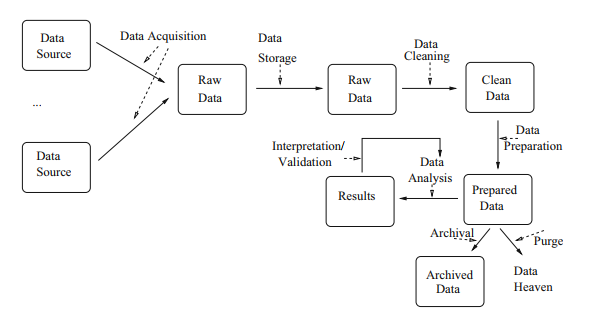 Data
Source
Data Acquisition
Data
Storage
Data
Cleaning
Raw
Data
Raw
Data
Clean
Data
...
Data
Source
Interpretation/
Validation
Data
Analysis
Data
Preparation
Results
Prepared
Data
Archival
Purge
Archived
Data
Data
Heaven